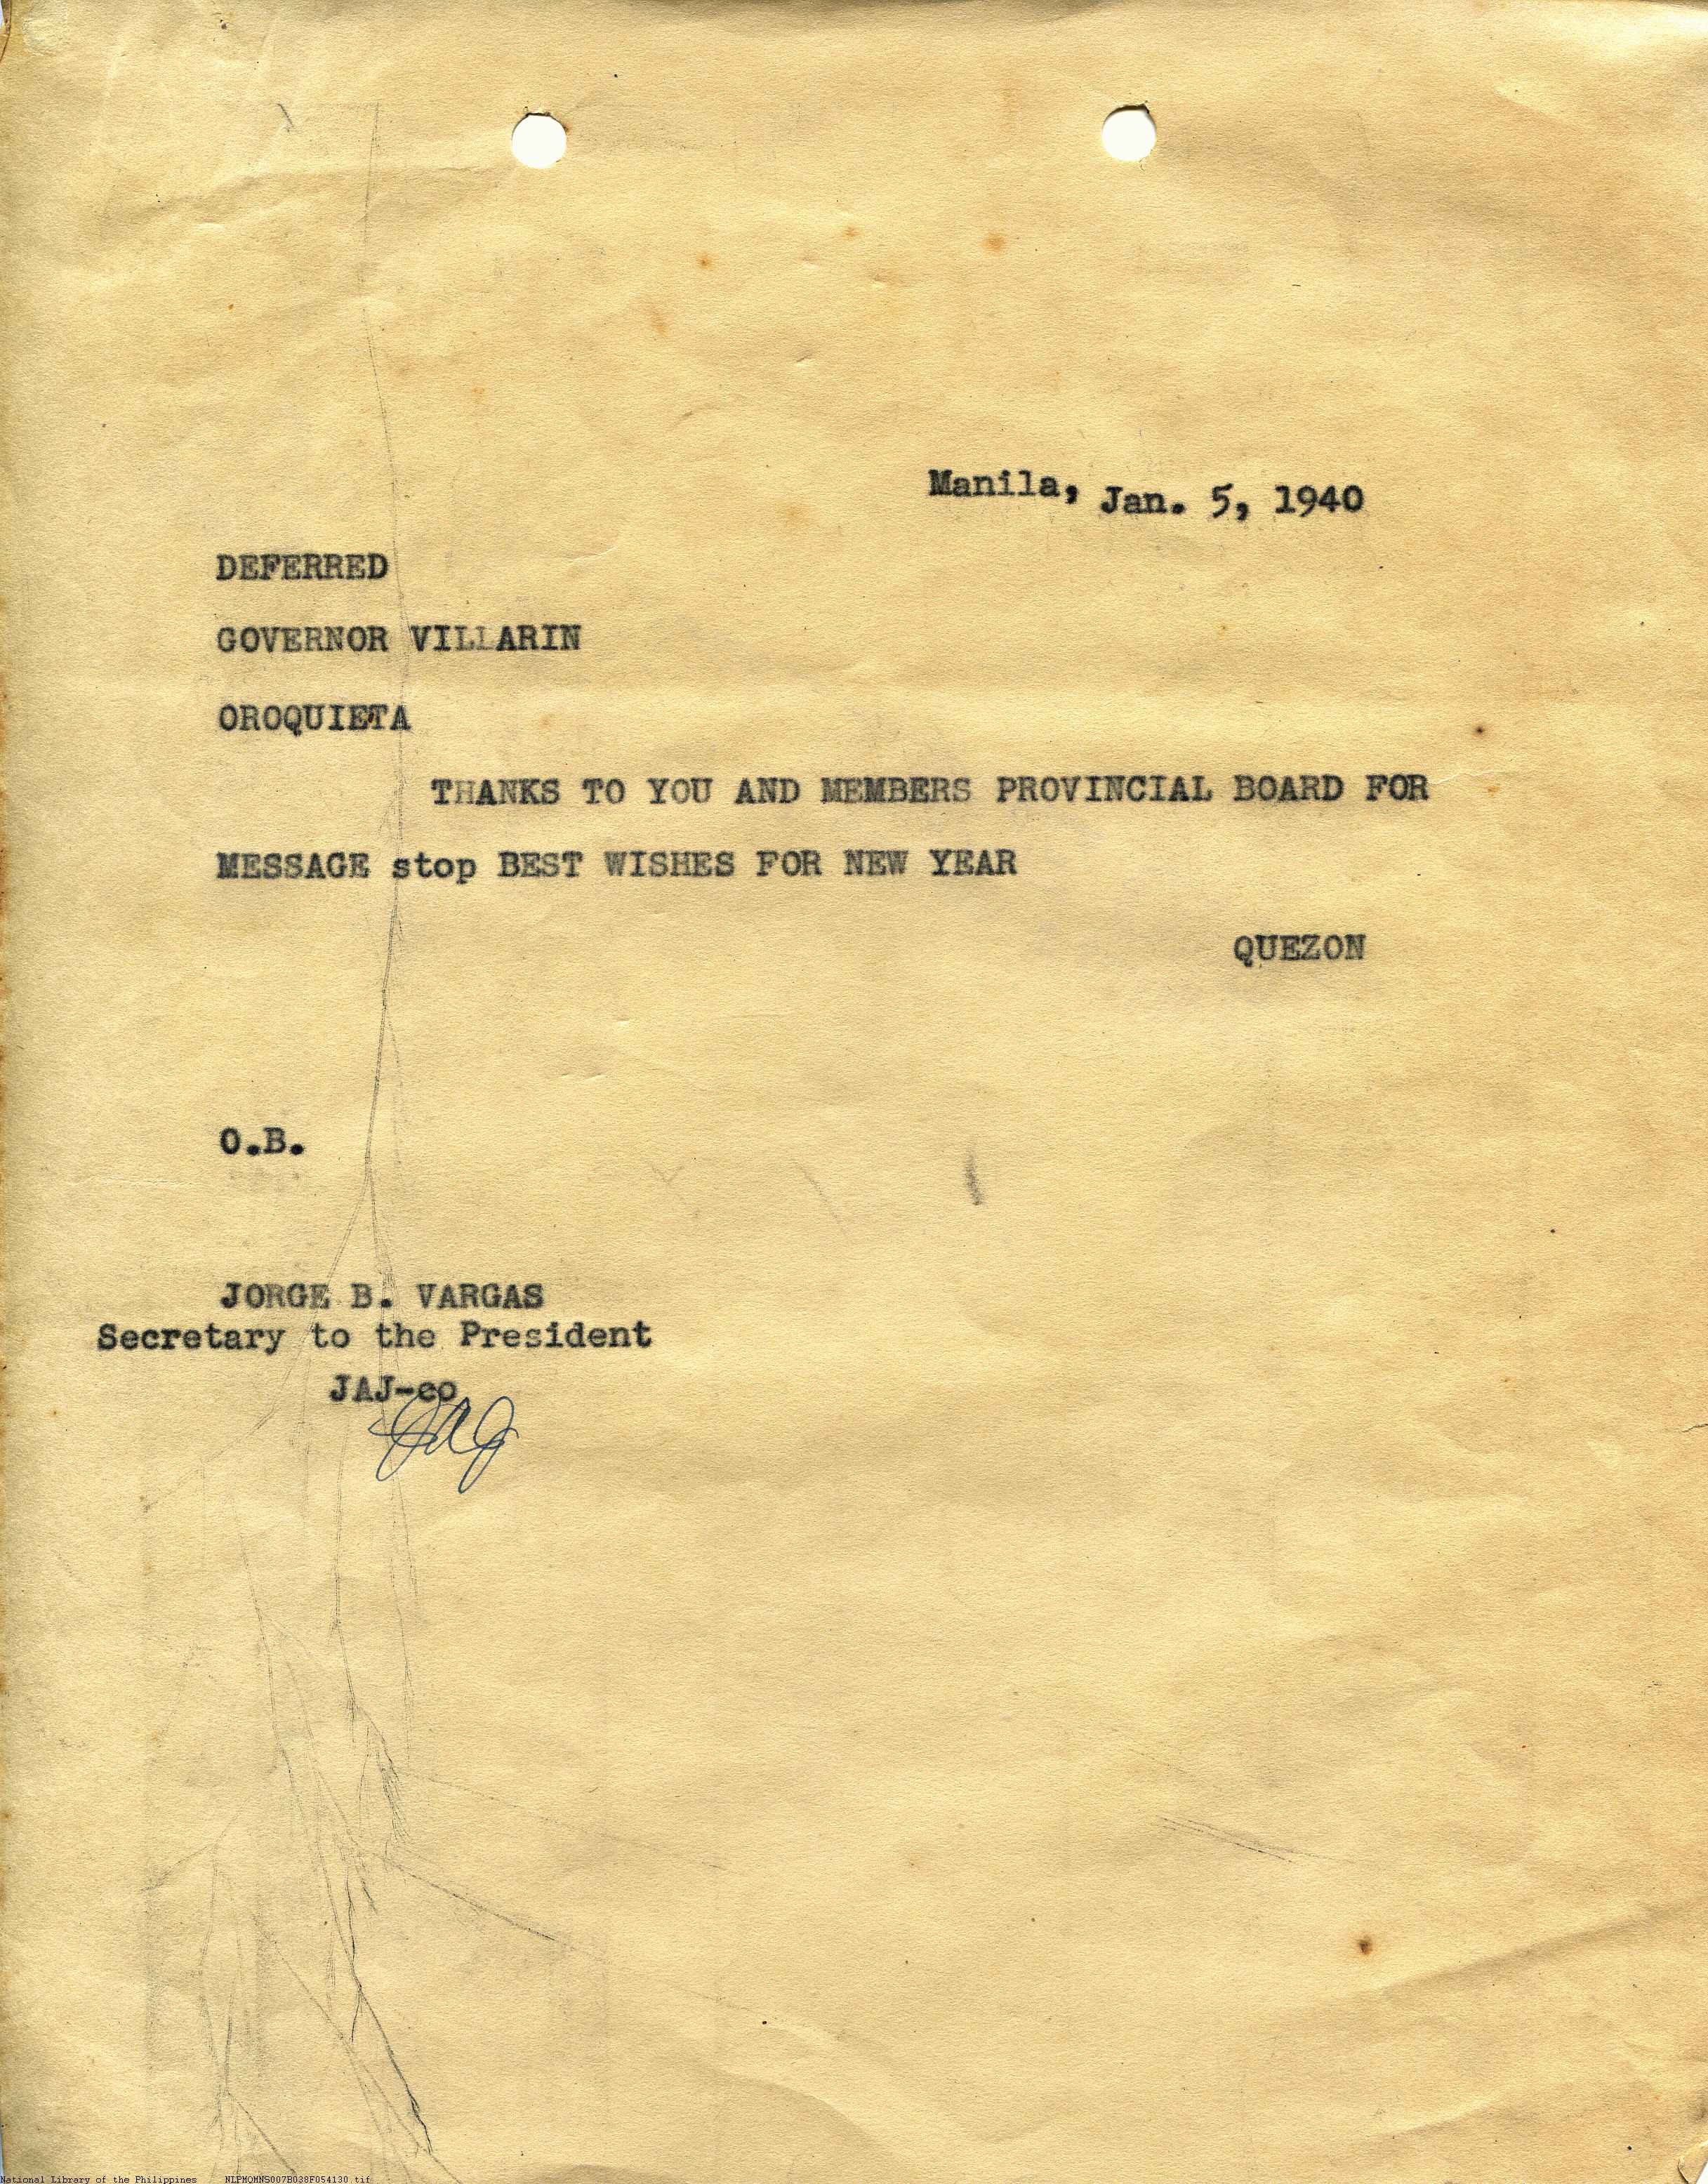 Manila, Jan. 5, 1940
DEFERRED
GOVERNOR VILLARIN
OROQUIETA
THANKS TO YOU AND MEMBERS PROVINCIAL BOARD FOR
MESSAGE stop BEST WISHES FOR NEW YEAR
QUEZON
O.B.
JORGE B. VARGAS
Secretary to the President
JAJ-ep
JAJ
National Library of the Philippines NLPMQMNS007B038F054130.tif